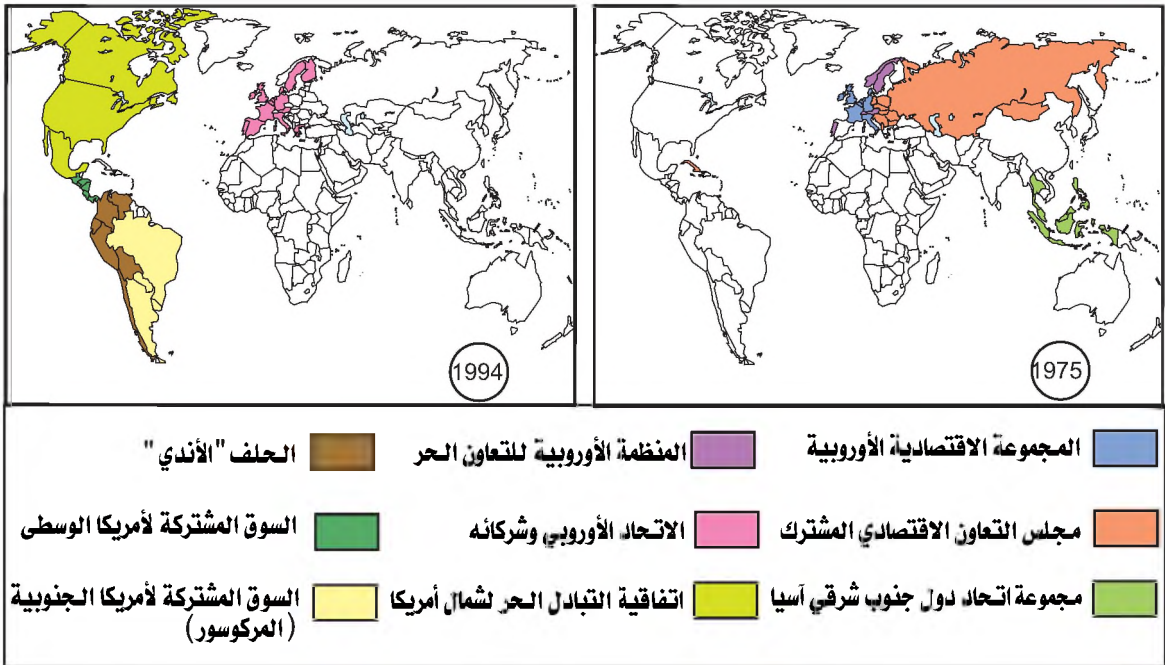 1975
1994
المجموعة الاقتصادية الأوروبية
المنظمة الأوروبية للتعاون الحر
الحلف "الأندي"
مجلس التعاون الاقتصادي المشترك
الاتحاد الأوروبي وشركائه
السوق المشتركة لأمريكا الوسطى
مجموعة اتحاد دول جنوب شرقي آسيا
اتفاقية التبادل الحر لشمال أمريكا
السوق المشتركة لأمريكا الجنوبية
(المركوسور)